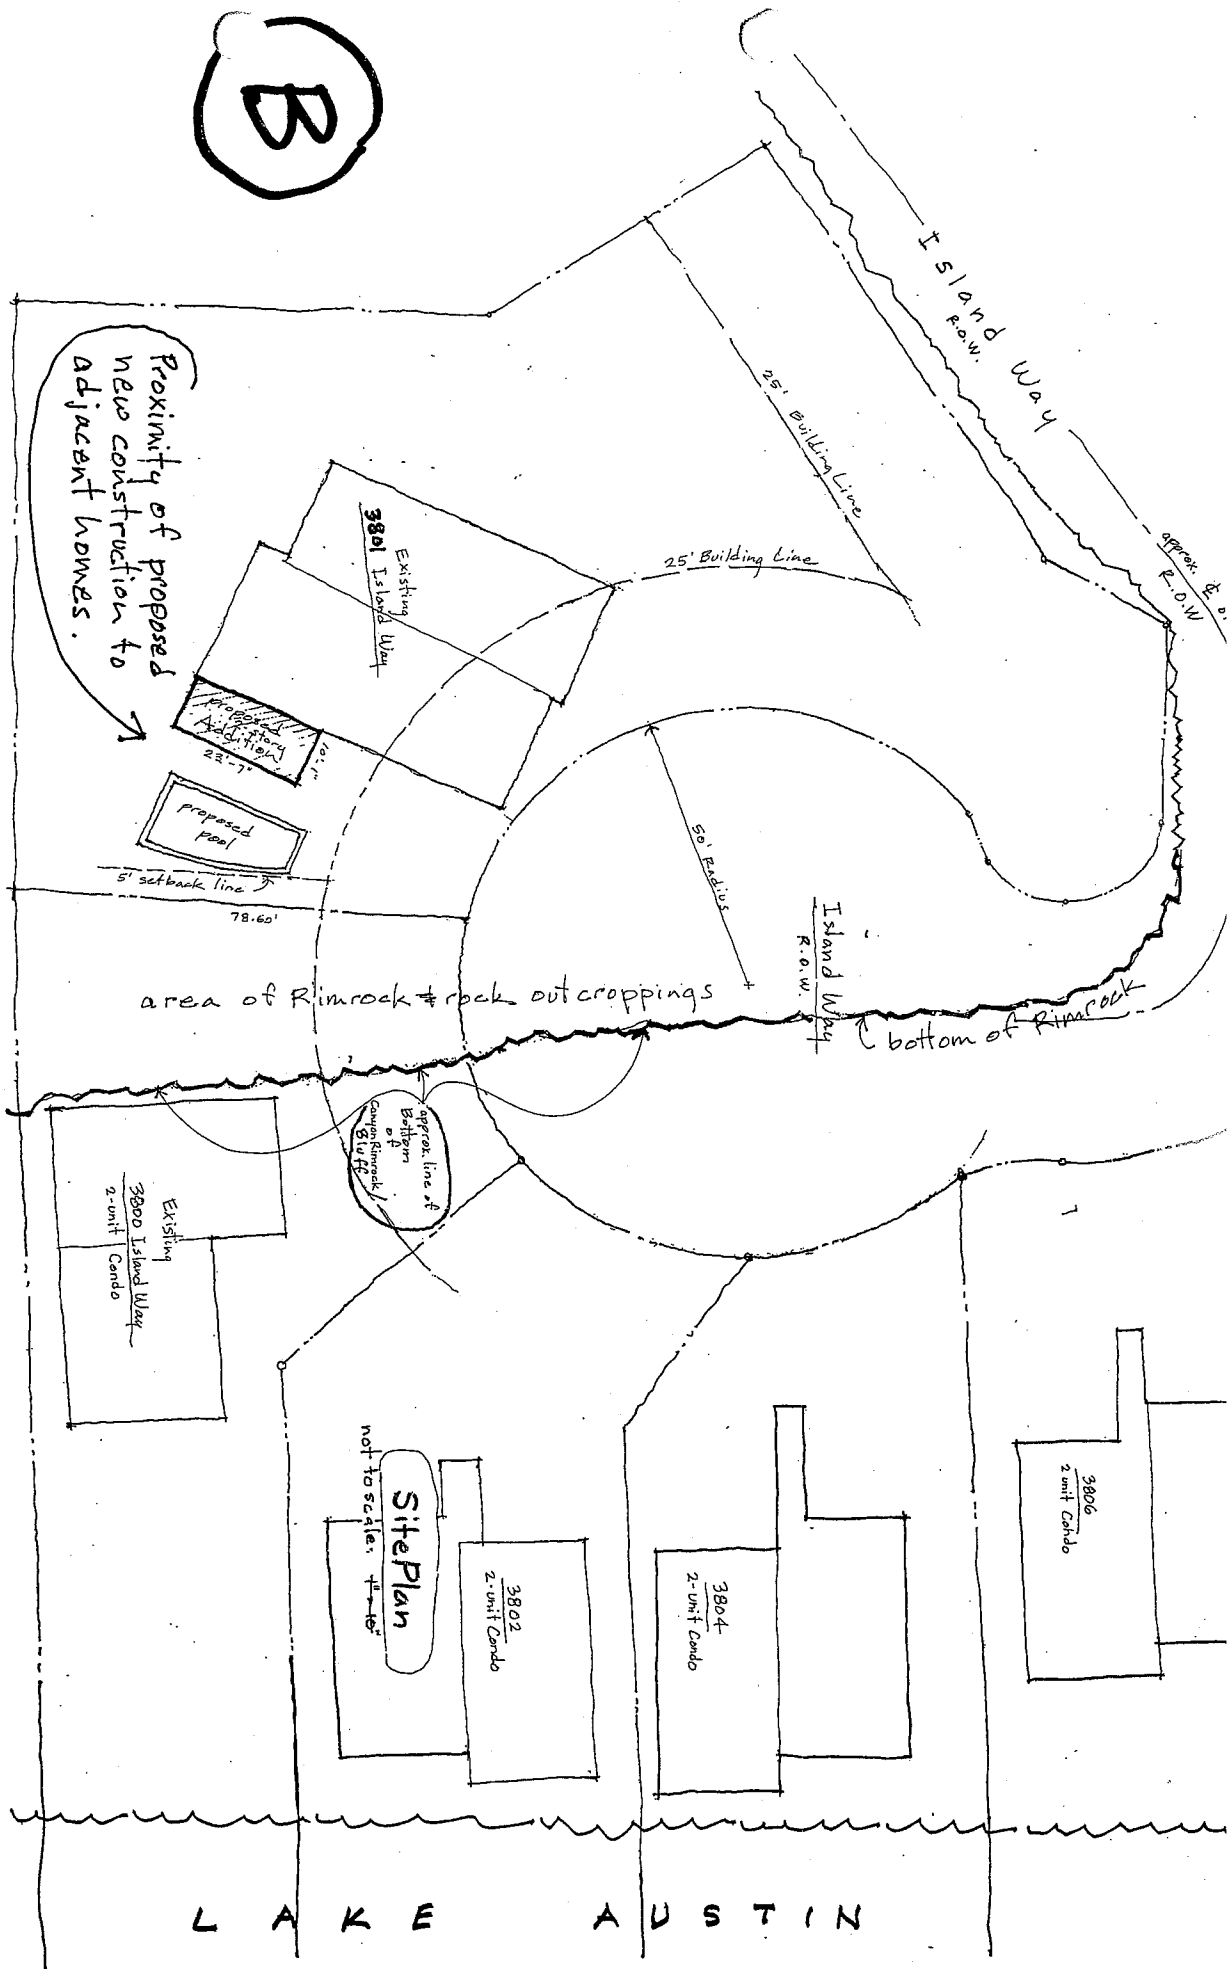 B
Island Way
R.O.W.
approx. ⅊
R.O.W
25' Building Line
25' Building Line
Proximity of proposed
new construction to
adjacent homes.
Existing
3801 Island Way
proposed
Addition
23'-7"
10'-1"
proposed
pool
5' setback line
78.60'
50' Radius
Island Way
R.O.W.
area of Rimrock & rock outcroppings
bottom of Rimrock
approx. line of
Bottom
of
Canyon Rimrock/
Bluff
Existing
3800 Island Way
2-unit Condo
Site Plan
not to scale.
3802
2-unit Condo
3804
2-unit Condo
3806
2 unit Condo
LAKE AUSTIN